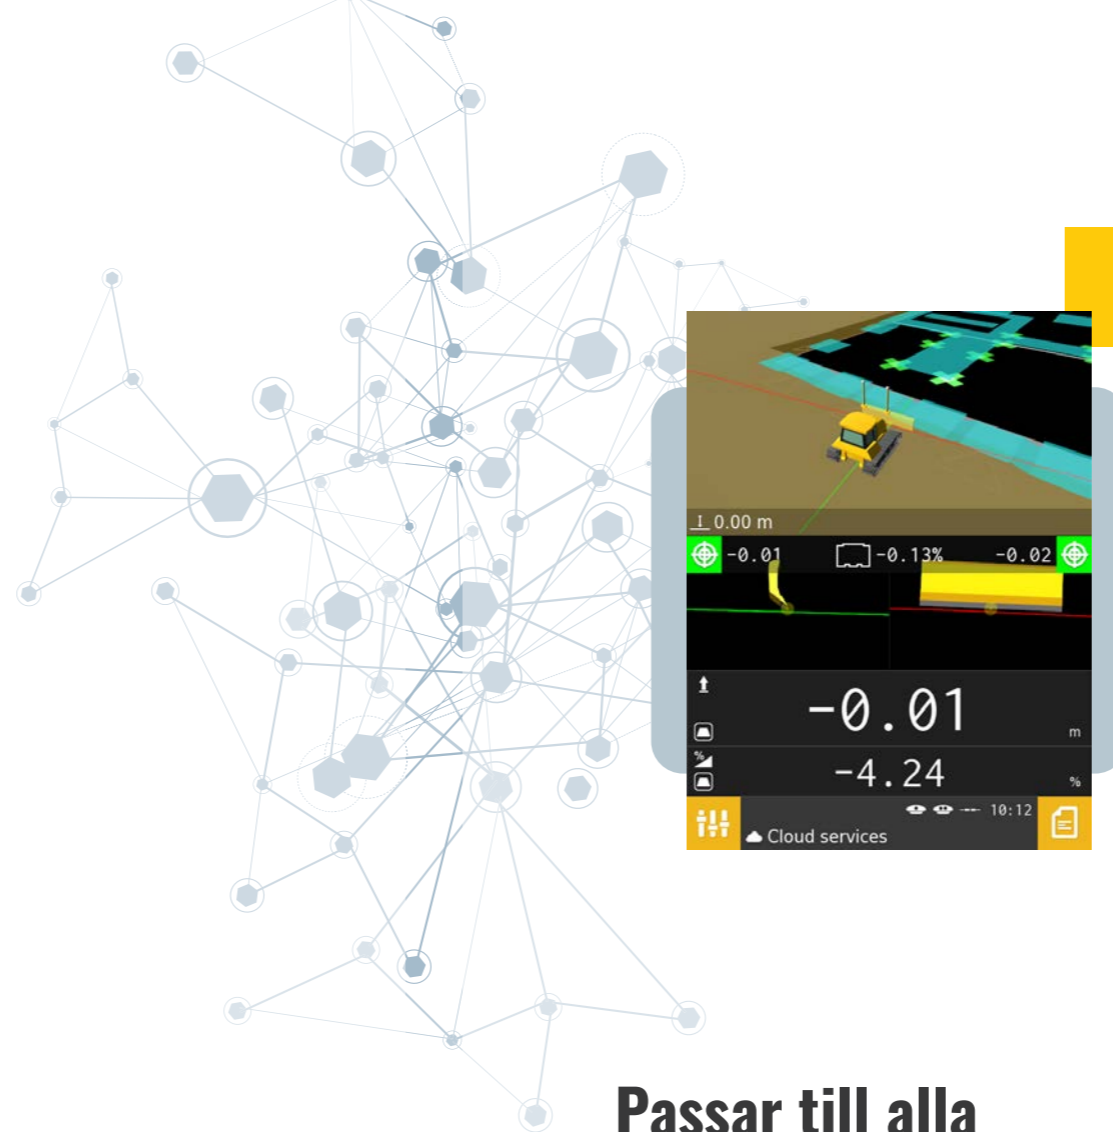 0.00 m
-0.01
-0.13%
-0.02
-0.01
m
%
-4.24
%
10:12
Cloud services
Passar till alla